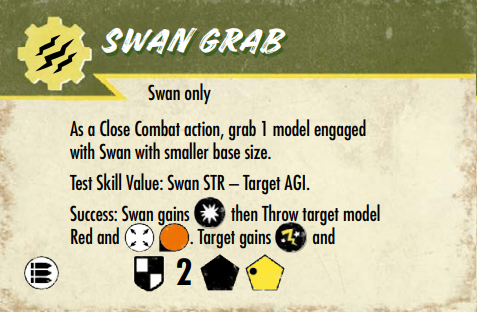 SWAN GRAB
Swan only
As a Close Combat action, grab 1 model engaged
with Swan with smaller base size.
Test Skill Value: Swan STR – Target AGI.
Success: Swan gains then Throw target model
Red and . Target gains and
2